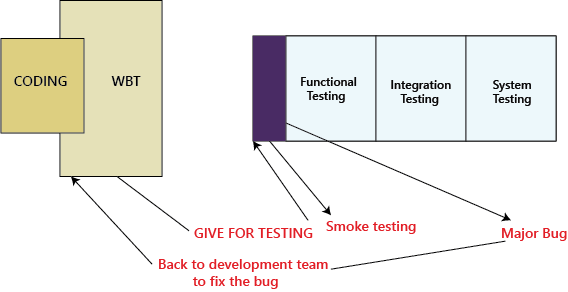 CODING
WBT
Functional
Testing
Integration
Testing
System
Testing
GIVE FOR TESTING
Smoke testing
Major Bug
Back to development team
to fix the bug